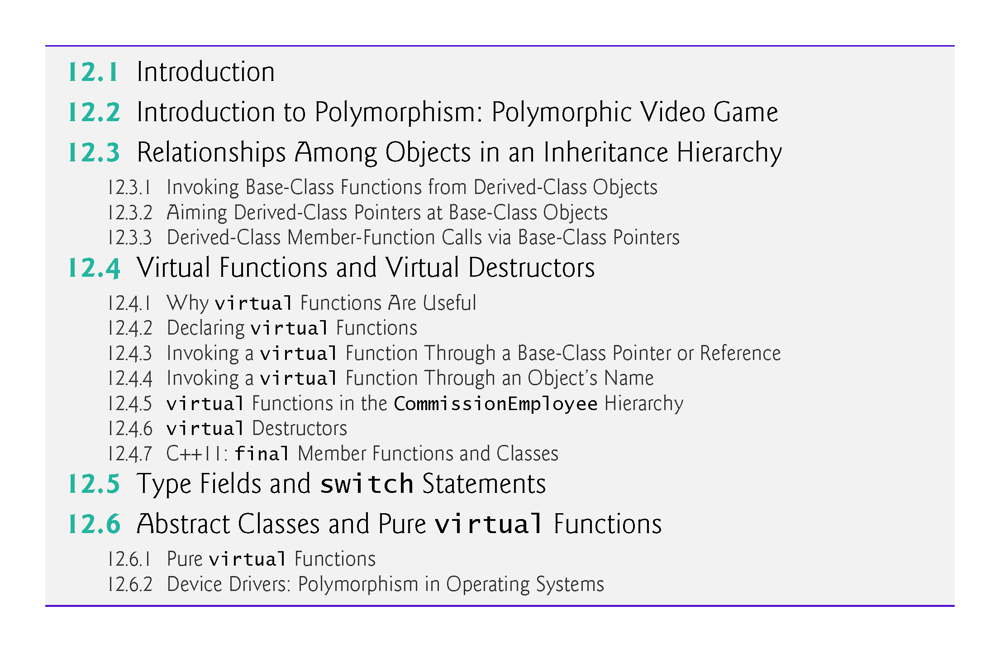 12.1 Introduction
12.2 Introduction to Polymorphism: Polymorphic Video Game
12.3 Relationships Among Objects in an Inheritance Hierarchy
12.3.1 Invoking Base-Class Functions from Derived-Class Objects
12.3.2 Aiming Derived-Class Pointers at Base-Class Objects
12.3.3 Derived-Class Member-Function Calls via Base-Class Pointers
12.4 Virtual Functions and Virtual Destructors
12.4.1 Why virtual Functions Are Useful
12.4.2 Declaring virtual Functions
12.4.3 Invoking a virtual Function Through a Base-Class Pointer or Reference
12.4.4 Invoking a virtual Function Through an Object’s Name
12.4.5 virtual Functions in the CommissionEmployee Hierarchy
12.4.6 virtual Destructors
12.4.7 C++11: final Member Functions and Classes
12.5 Type Fields and switch Statements
12.6 Abstract Classes and Pure virtual Functions
12.6.1 Pure virtual Functions
12.6.2 Device Drivers: Polymorphism in Operating Systems